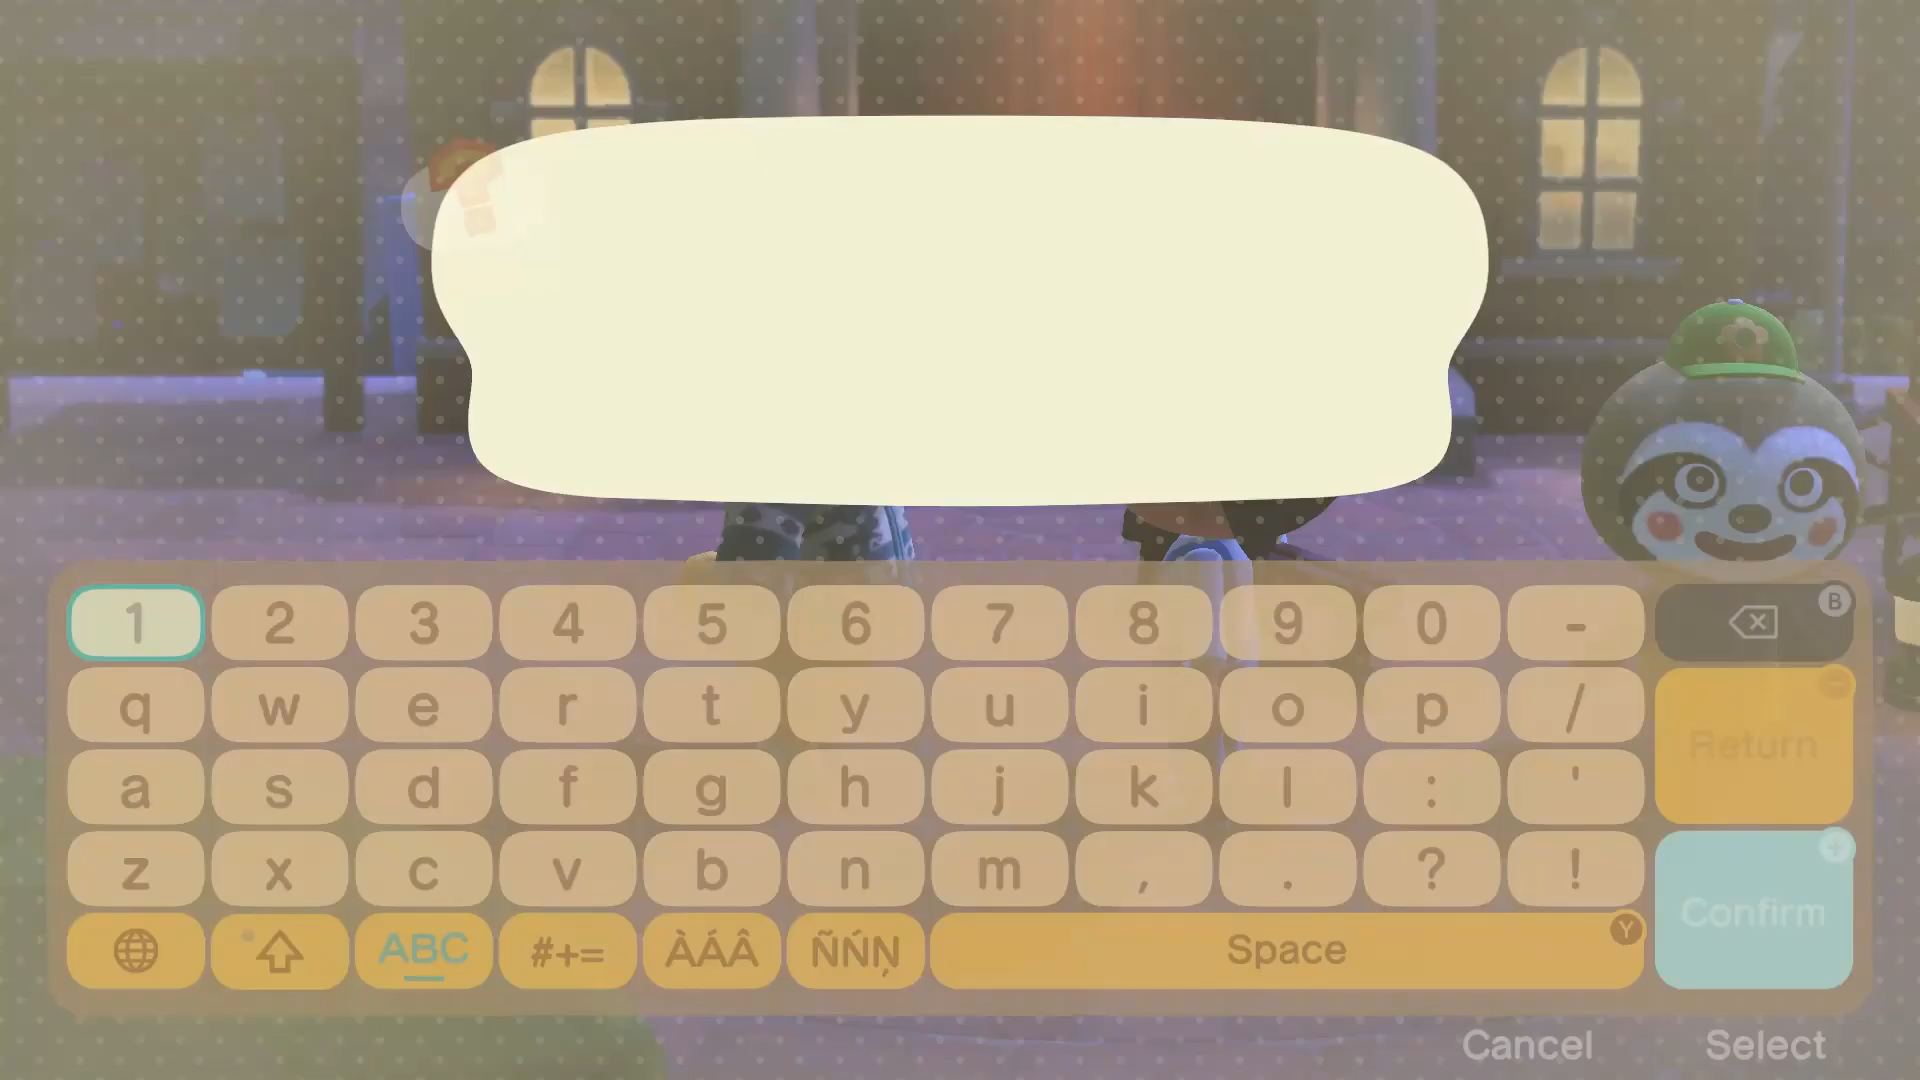 1 2 3 4 5 6 7 8 9 0 - B
q w e r t y u i o p / Return
a s d f g h j k l : '
z x c v b n m , . ? ! + Confirm
ABC #+= ÀÁÂ ÑŃŅ Space Y
Cancel Select